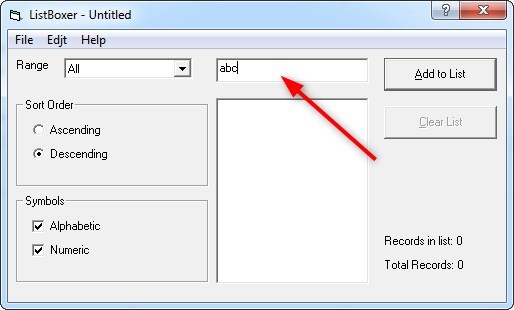 ListBoxer - Untitled
File Edjt Help
Range All abc Add to List
Sort Order
Ascending
Clear List
Descending
Symbols
Alphabetic
Numeric
Records in list: 0
Total Records: 0